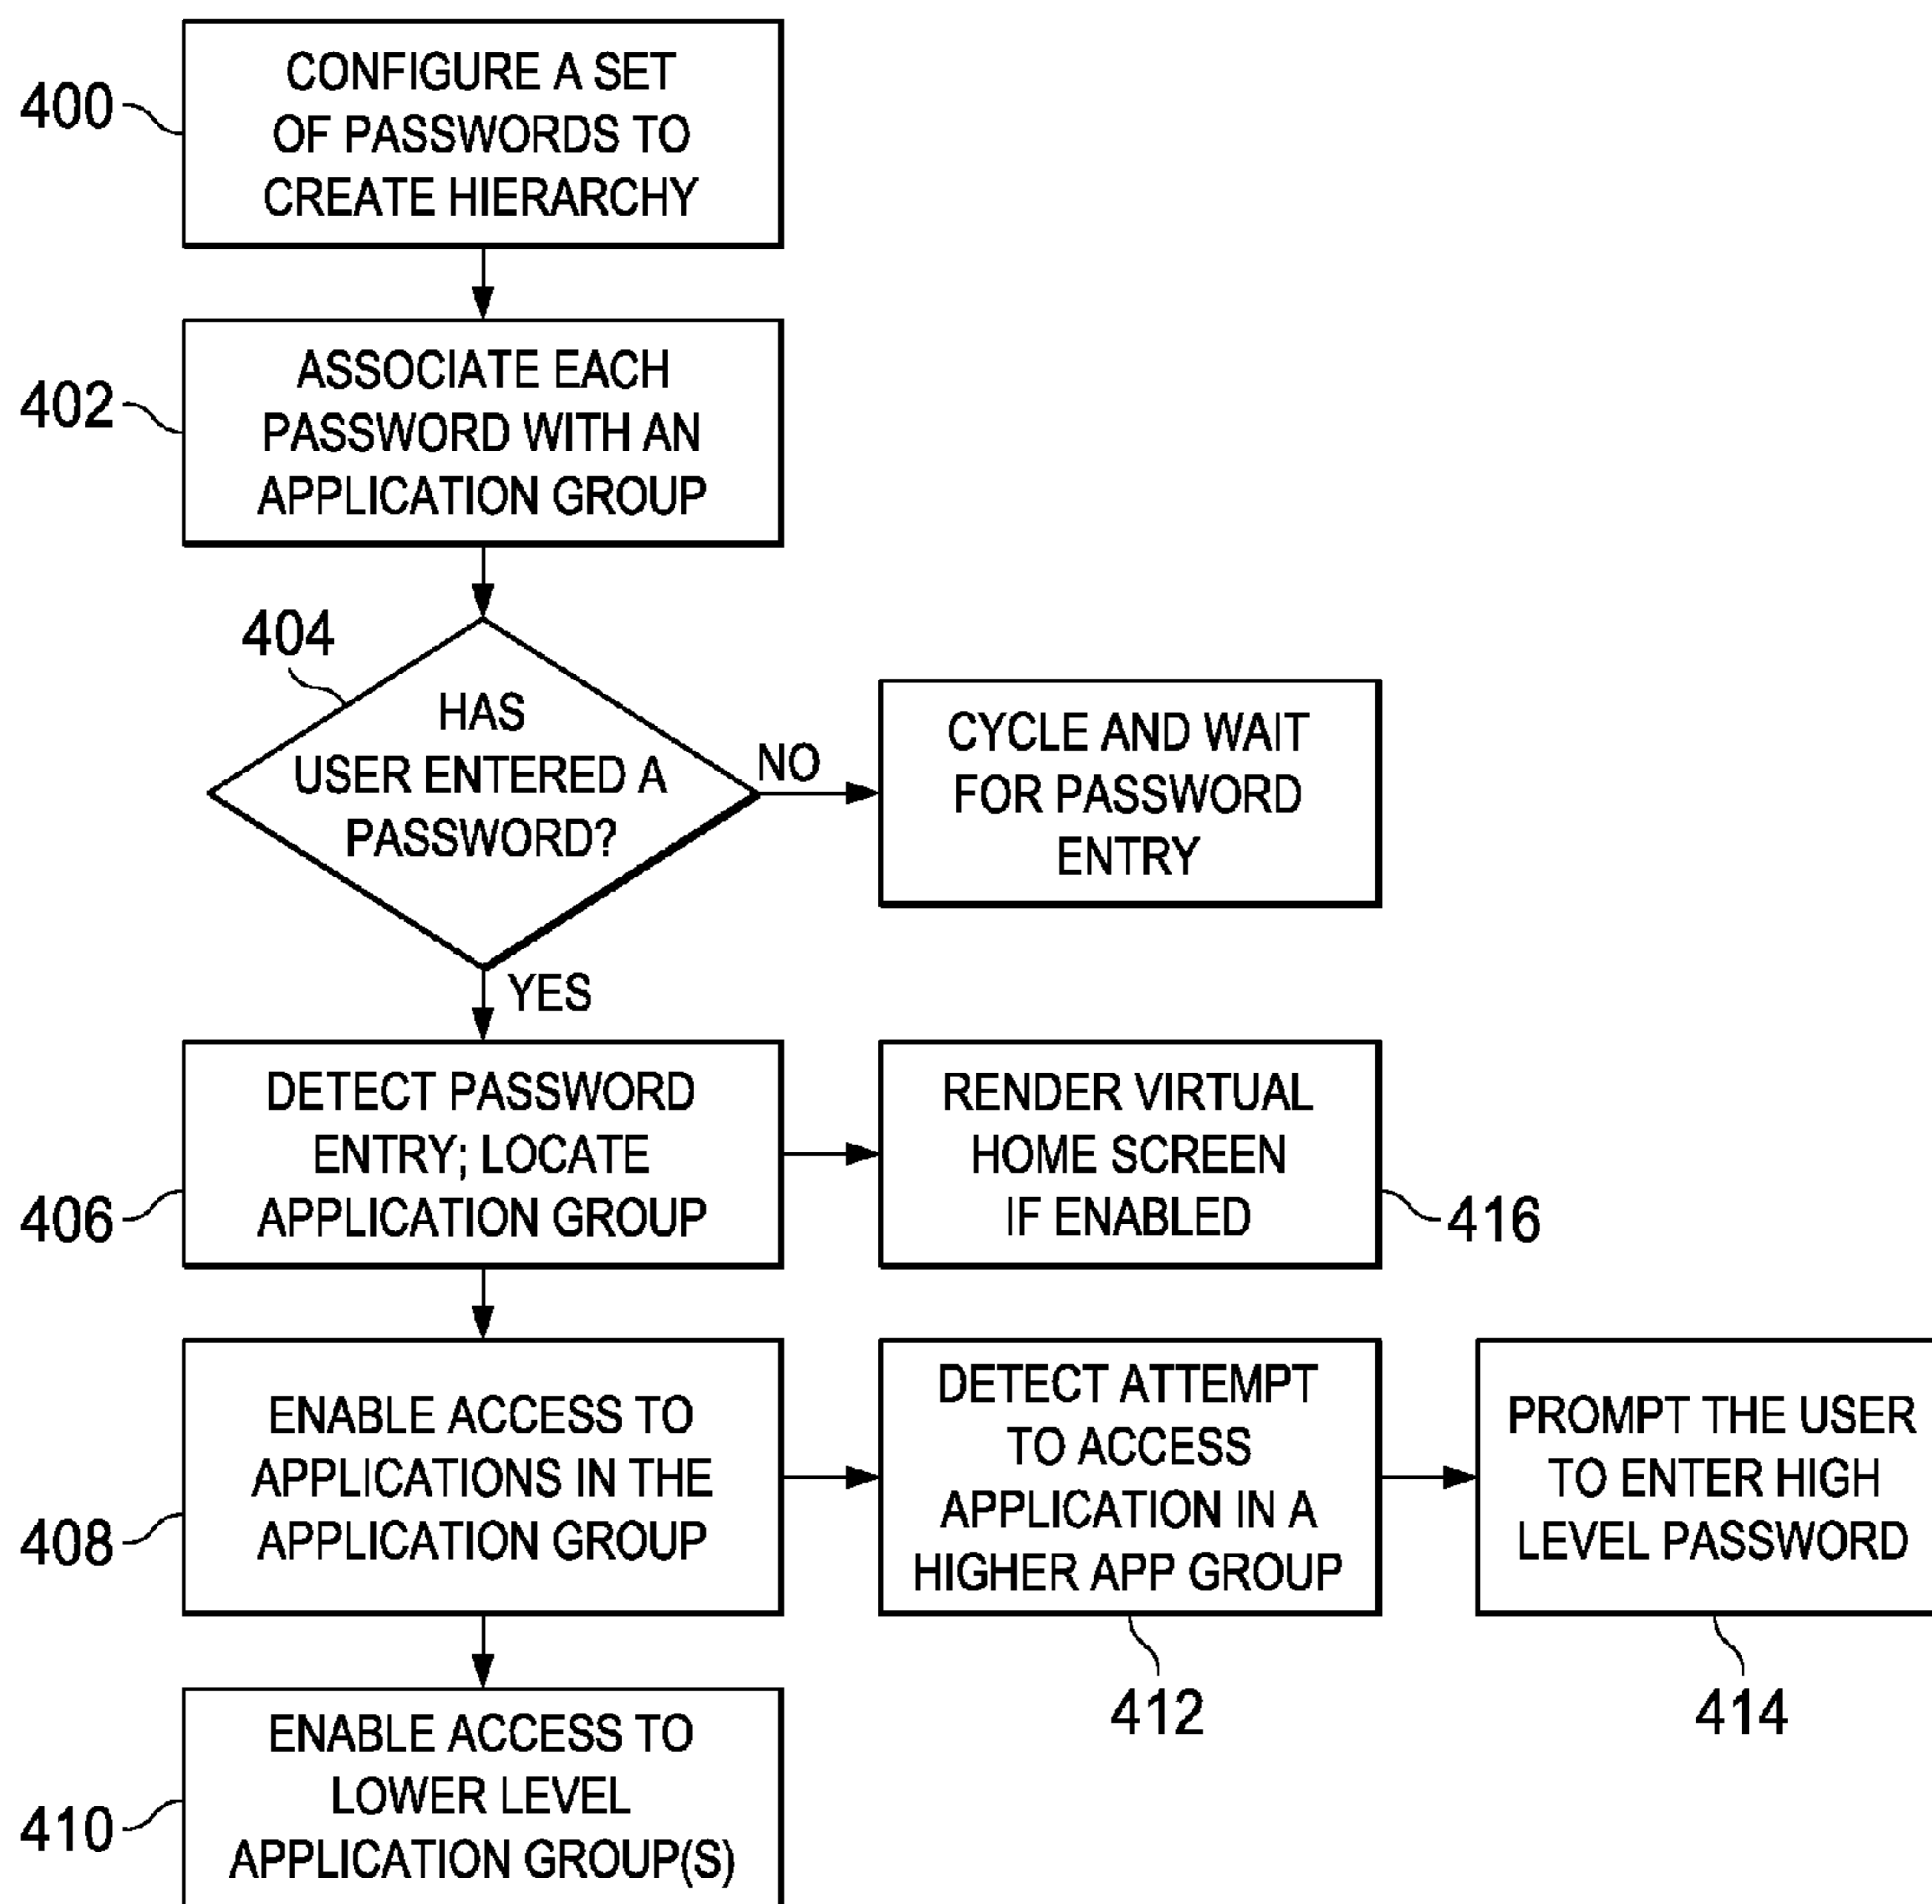 400
CONFIGURE A SET
OF PASSWORDS TO
CREATE HIERARCHY
402
ASSOCIATE EACH
PASSWORD WITH AN
APPLICATION GROUP
404
HAS
USER ENTERED A
PASSWORD?
NO
CYCLE AND WAIT
FOR PASSWORD
ENTRY
YES
406
DETECT PASSWORD
ENTRY; LOCATE
APPLICATION GROUP
RENDER VIRTUAL
HOME SCREEN
IF ENABLED
416
408
ENABLE ACCESS TO
APPLICATIONS IN THE
APPLICATION GROUP
DETECT ATTEMPT
TO ACCESS
APPLICATION IN A
HIGHER APP GROUP
412
PROMPT THE USER
TO ENTER HIGH
LEVEL PASSWORD
414
410
ENABLE ACCESS TO
LOWER LEVEL
APPLICATION GROUP(S)